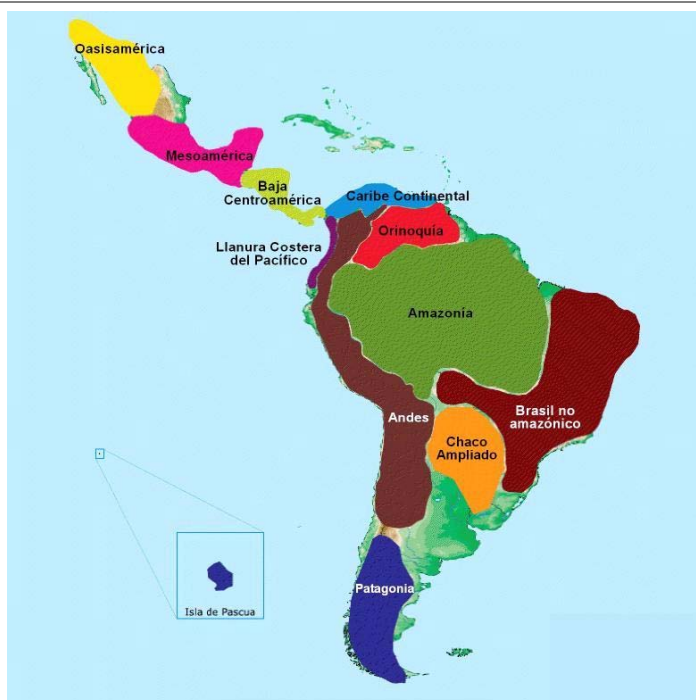 Oasisamérica
Mesoamérica
Baja
Centroamérica
Caribe Continental
Orinoquía
Llanura Costera
del Pacífico
Amazonía
Andes
Brasil no
amazónico
Chaco
Ampliado
Patagonia
Isla de Pascua